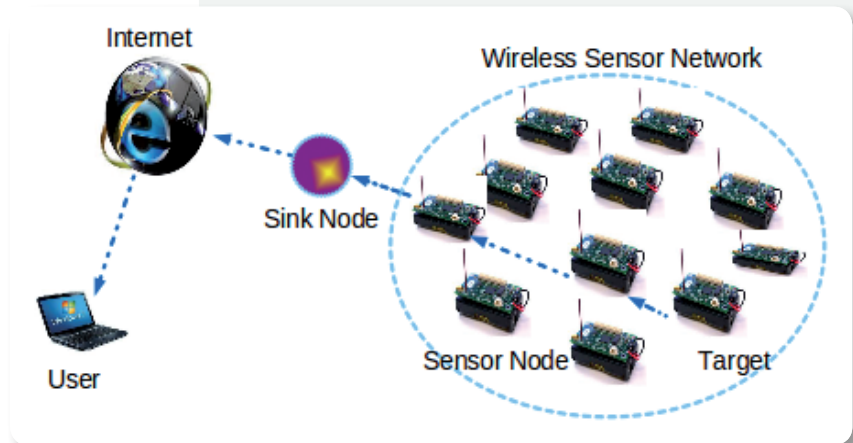 Internet
Wireless Sensor Network
Sink Node
Sensor Node
Target
User